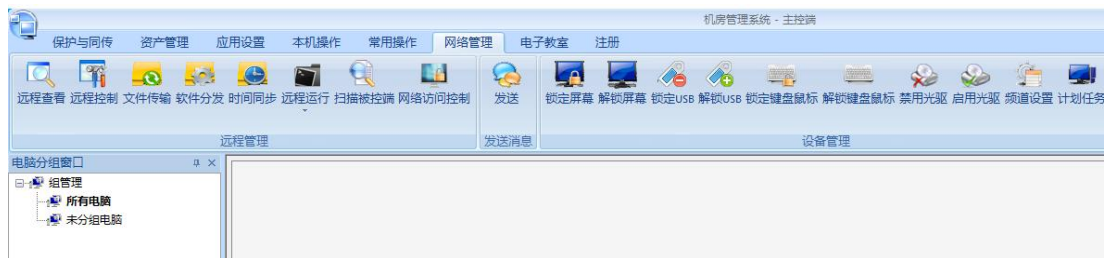 机房管理系统 - 主控端
保护与同传 资产管理 应用设置 本机操作 常用操作 网络管理 电子教室 注册
远程查看 远程控制 文件传输 软件分发 时间同步 远程运行 扫描被控端 网络访问控制 发送 锁定屏幕 解锁屏幕 锁定USB 解锁USB 锁定键盘鼠标 解锁键盘鼠标 禁用光驱 启用光驱 频道设置 计划任务
远程管理 发送消息 设备管理
电脑分组窗口
组管理
所有电脑
未分组电脑